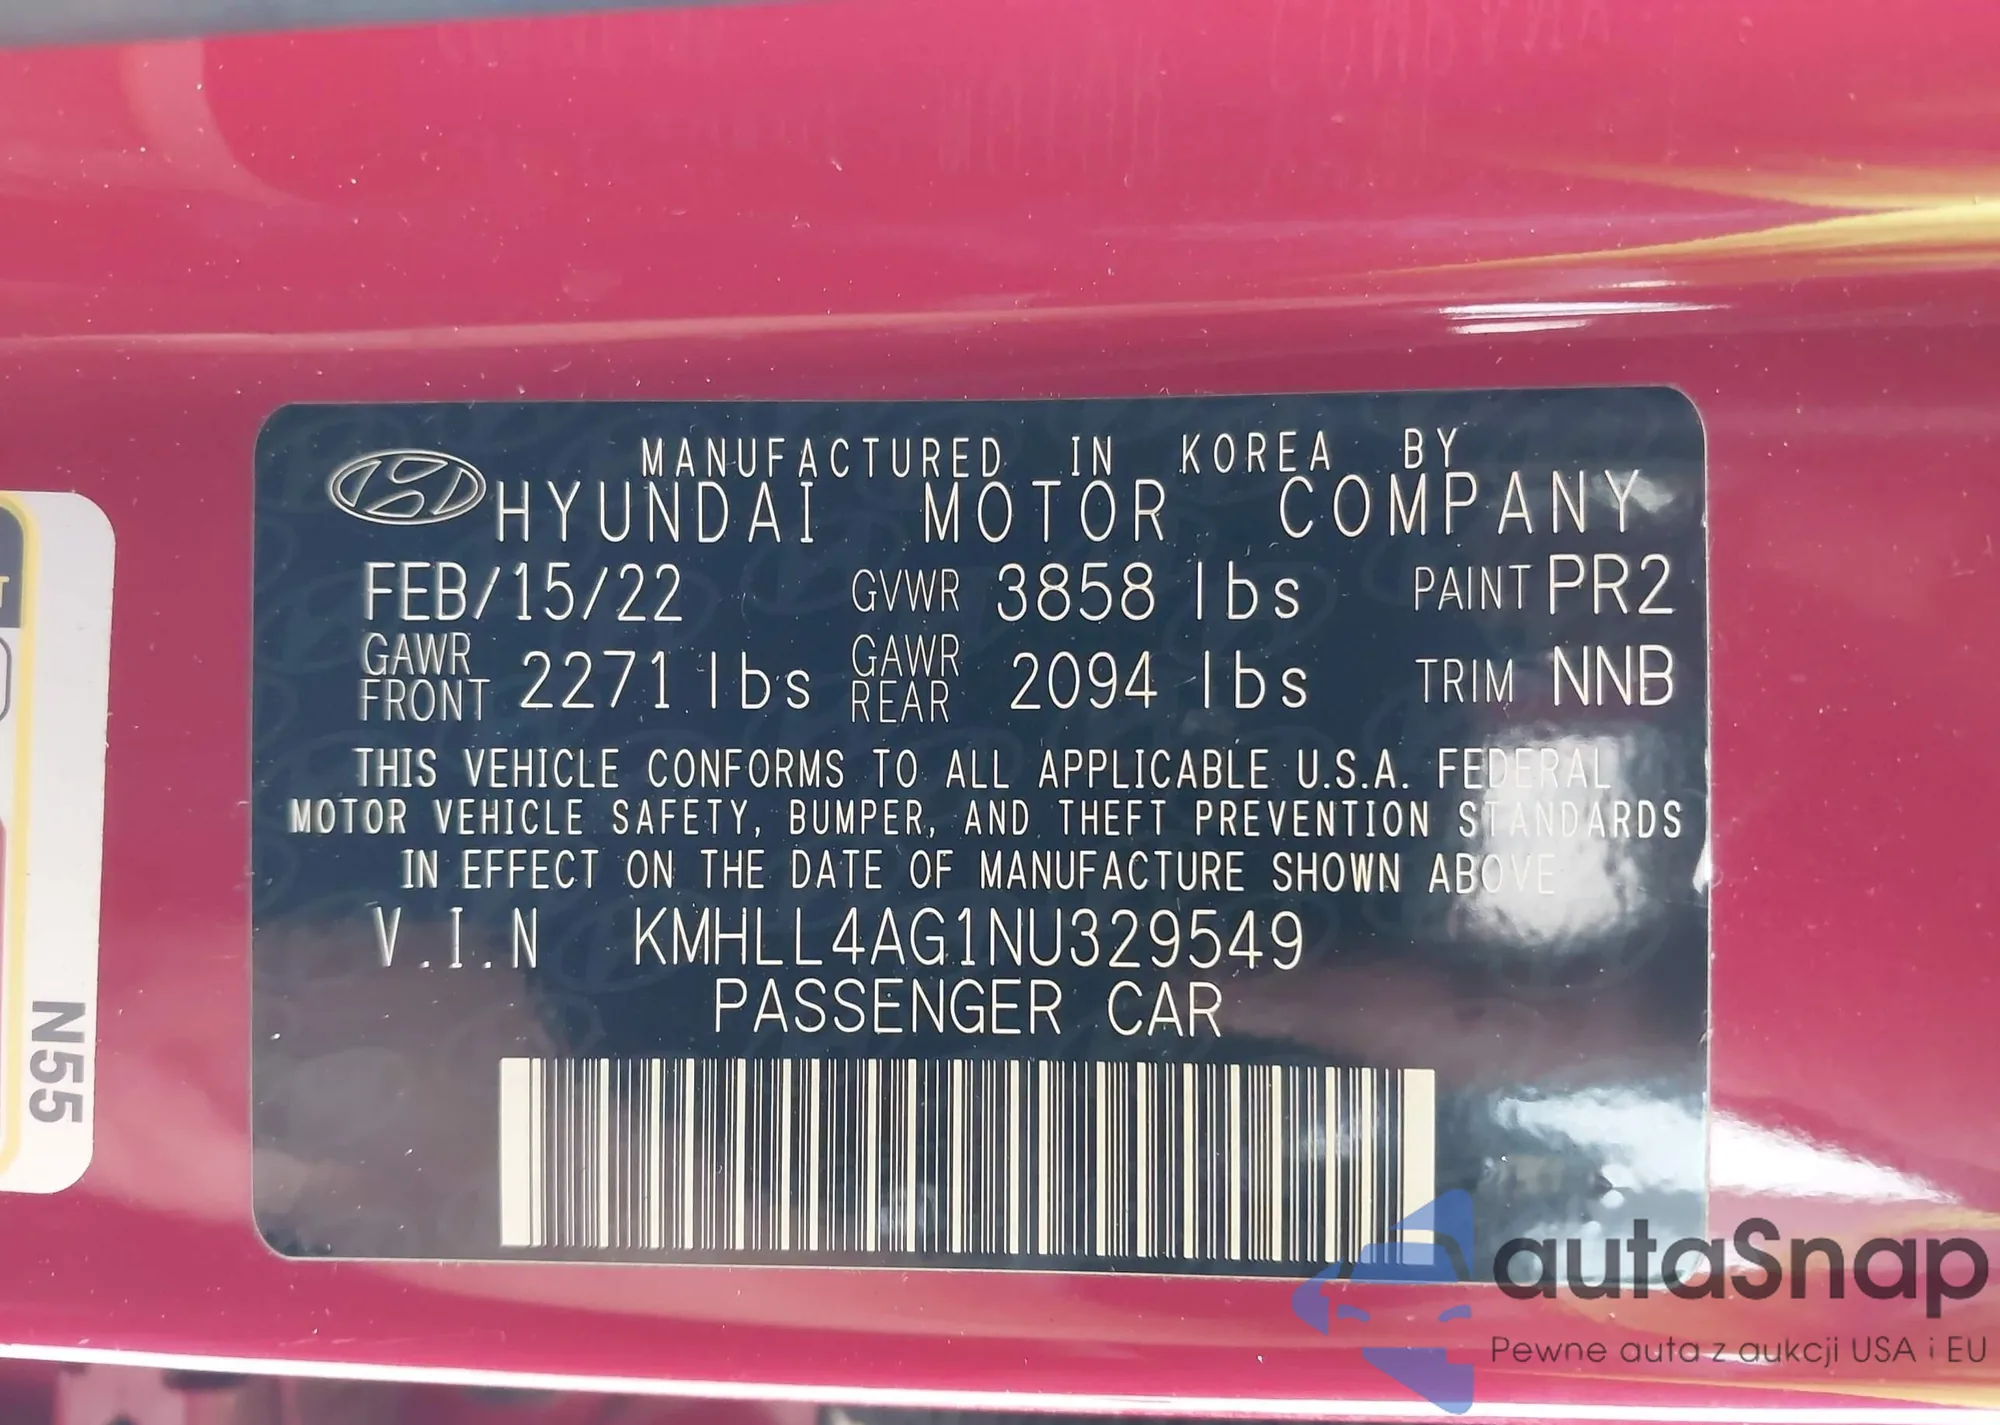 MANUFACTURED IN KOREA BY
HYUNDAI MOTOR COMPANY
FEB/15/22 GVWR 3858 lbs PAINT PR2
GAWR FRONT 2271 lbs GAWR REAR 2094 lbs TRIM NNB
THIS VEHICLE CONFORMS TO ALL APPLICABLE U.S.A. FEDERAL
MOTOR VEHICLE SAFETY, BUMPER, AND THEFT PREVENTION STANDARDS
IN EFFECT ON THE DATE OF MANUFACTURE SHOWN ABOVE
V.I.N KMHLL4AG1NU329549
PASSENGER CAR
N55
autaSnap
Pewne auta z aukcji USA i EU